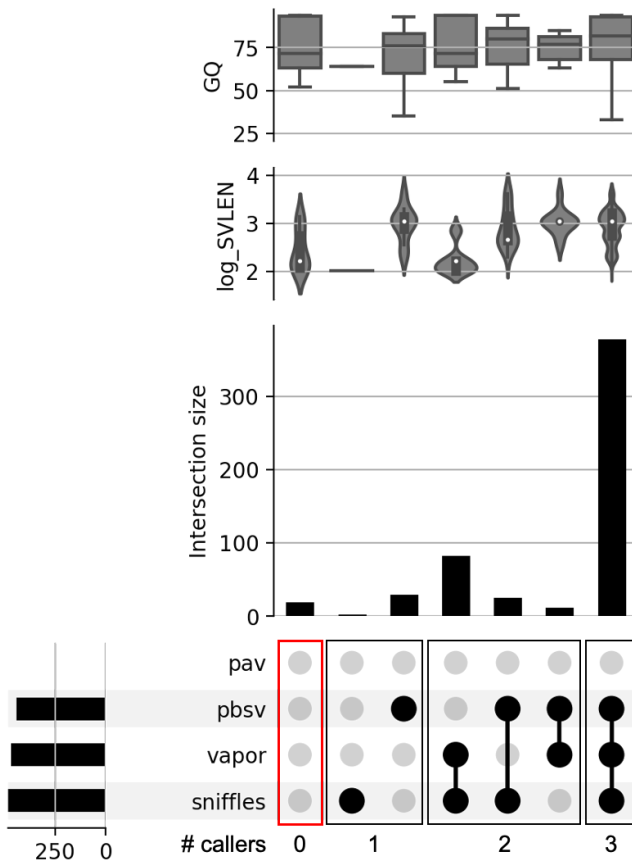 75
50
25
GQ
4
3
2
log_SVLEN
300
200
100
0
Intersection size
pav
pbsv
vapor
sniffles
250 0
# callers 0 1 2 3